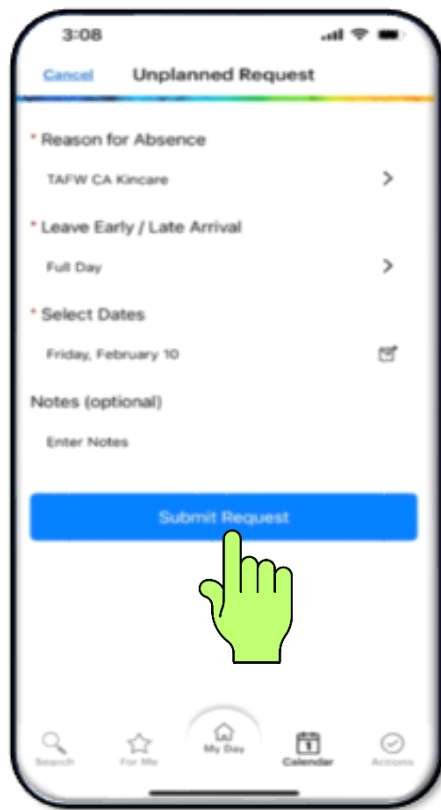 3:08
Cancel Unplanned Request
* Reason for Absence
TAFW CA Kincare
* Leave Early / Late Arrival
Full Day
* Select Dates
Friday, February 10
Notes (optional)
Enter Notes
Submit Request
1
Search For Me My Day Calendar Actions